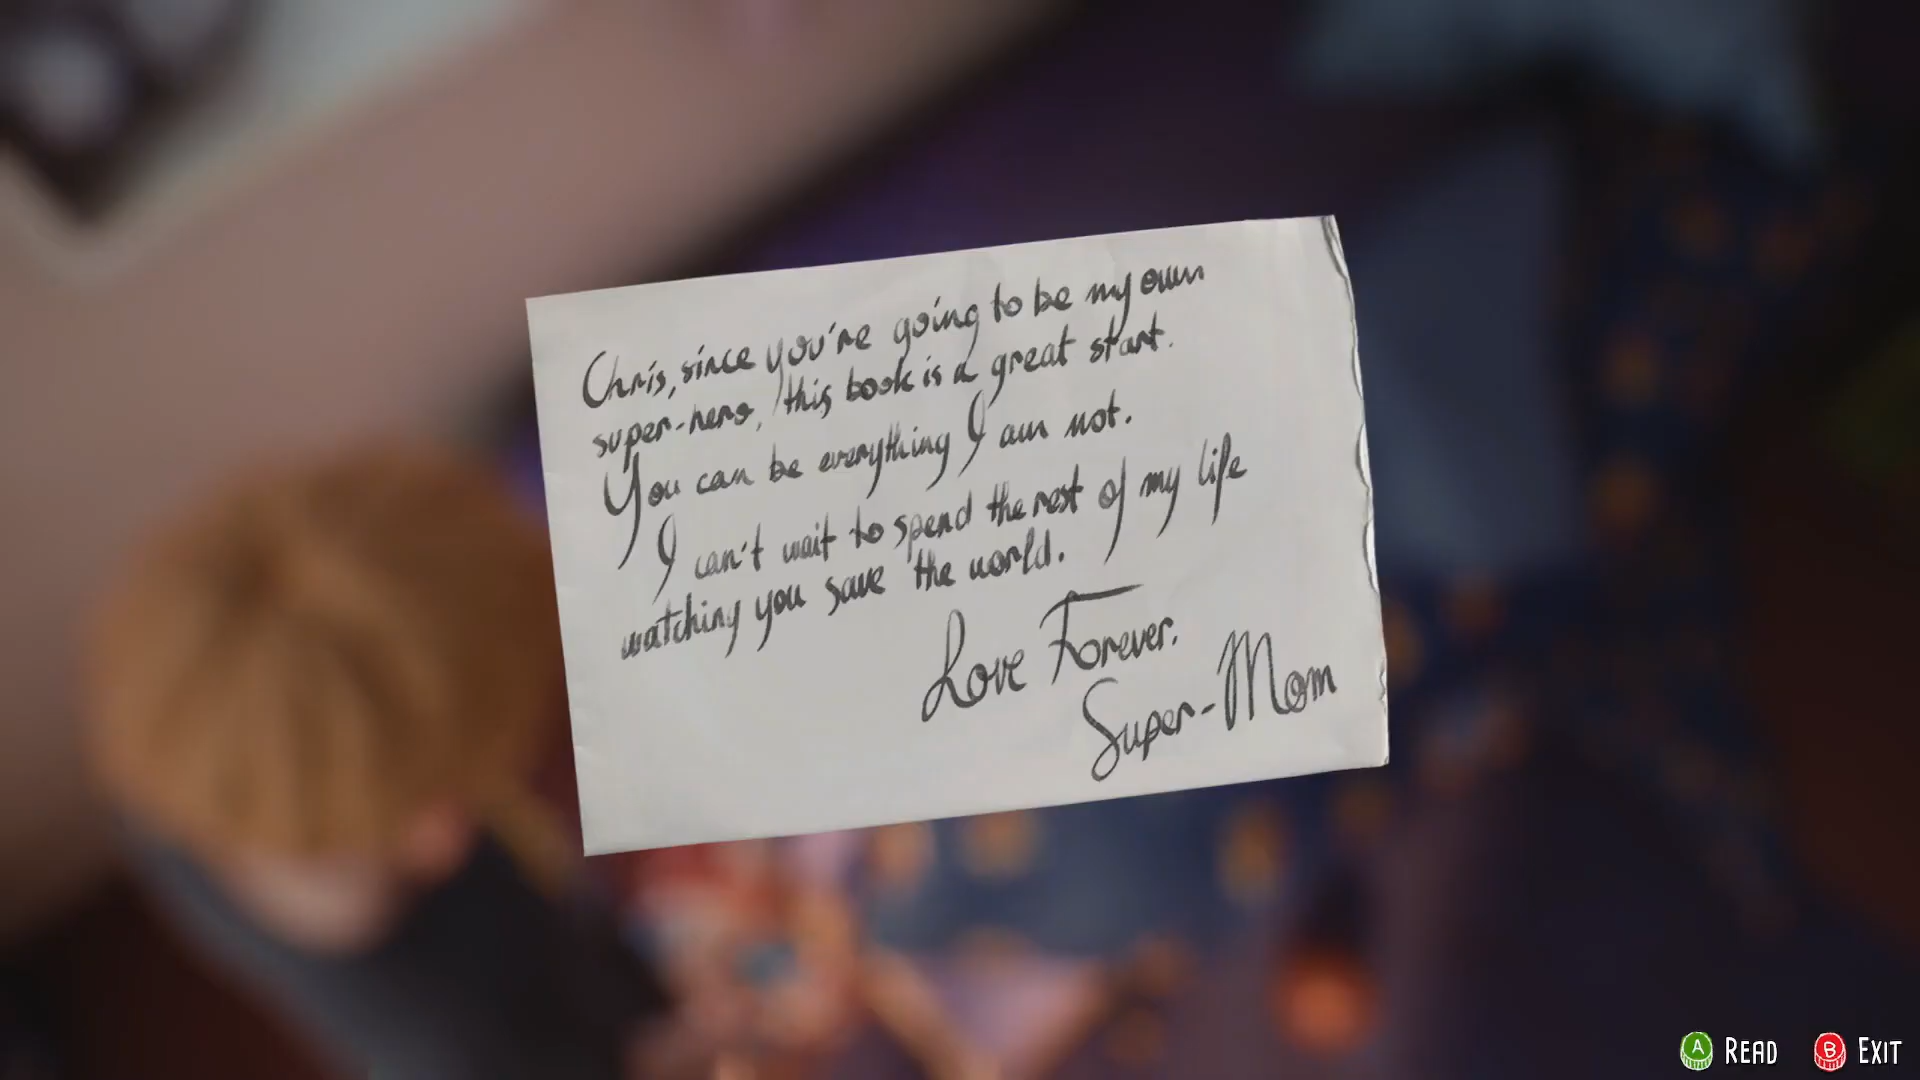 Chris, since you're going to be my own
super-hero, this book is a great start.
You can be everything I am not.
I can't wait to spend the rest of my life
watching you save the world.
Love Forever.
Super-Mom
A READ B EXIT